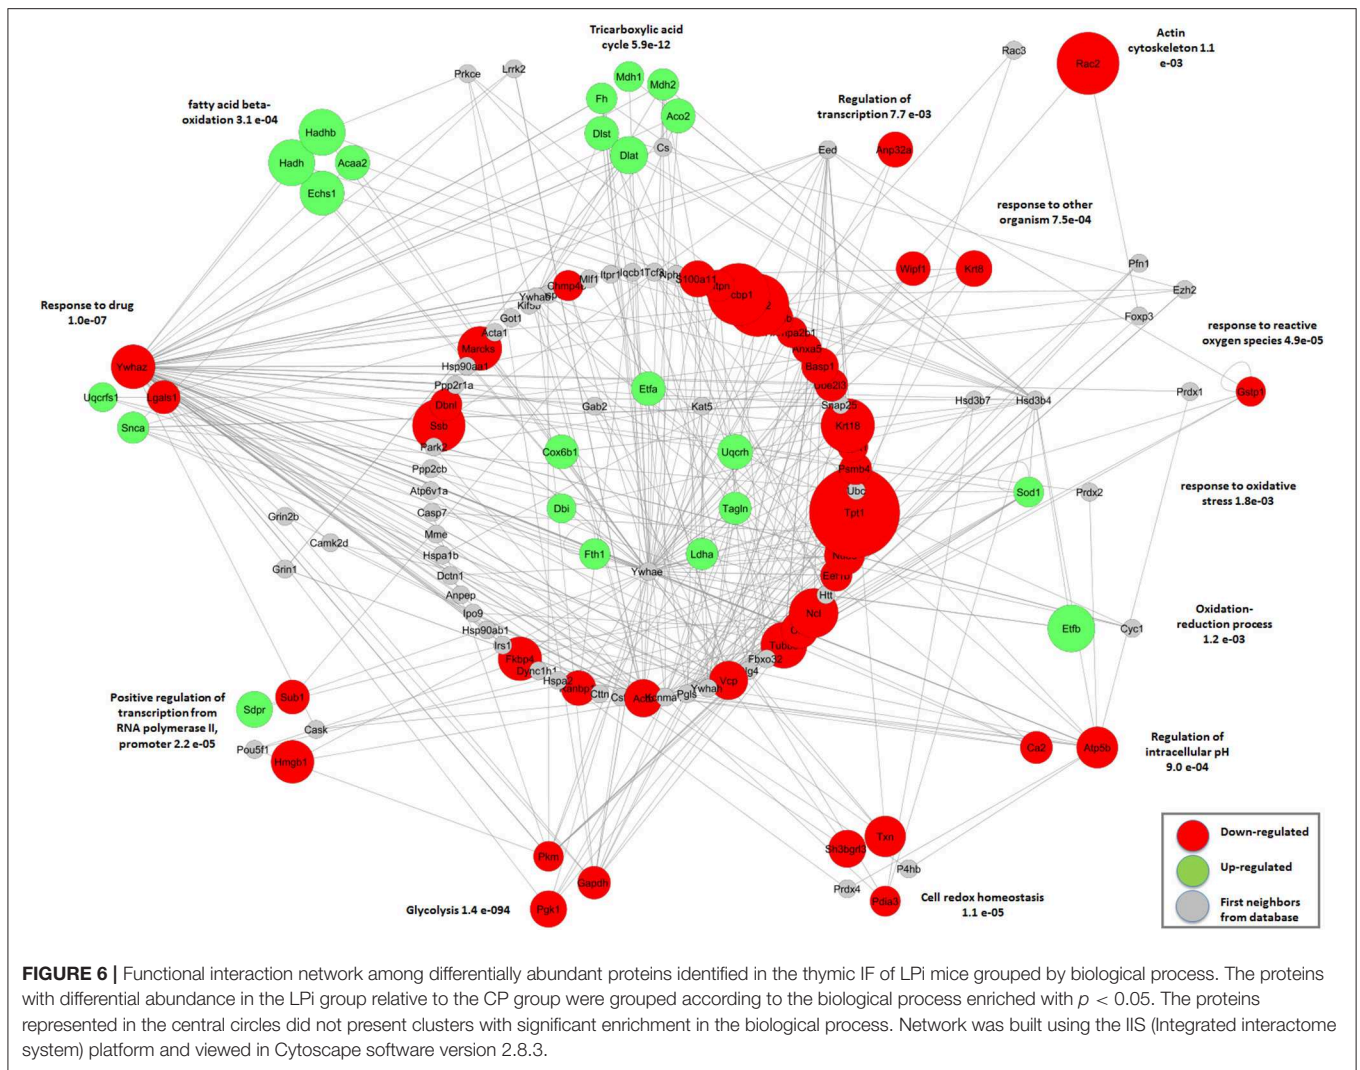 Tricarboxylic acid
cycle 5.9e-12
Actin
cytoskeleton 1.1
e-03
Rac3
Rac2
Prkce
Lrrk2
Mdh1
Mdh2
Fh
Aco2
Dlst
Dlat
Cs
fatty acid beta-
oxidation 3.1 e-04
Hadhb
Hadh
Acaa2
Echs1
Regulation of
transcription 7.7 e-03
Eed
Anp32a
response to other
organism 7.5e-04
Wipf1
Krt8
Pfn1
Ezh2
Foxp3
Chmp4b
Mlf1
Itpr1
Iqcb1
Tcf3
S100a11
cbp1
Ywhab
Kif5b
Got1
Acta1
Marcks
Hsp90aa1
Ppp2r1a
Dbnl
Ssb
Park2
Ppp2cb
Atp6v1a
Casp7
Mme
Hspa1b
Dctn1
Anpep
Ipo9
Hsp90ab1
Irs1
Fkbp4
Dync1h1
Hspa2
Cttn
Pgls
Ywhah
Vcp
Fbxo32
Ncl
Htt
Tpt1
Ubc
Psmb4
Krt18
Snap25
Ube2l3
Basp1
Anxa5
Response to drug
1.0e-07
Ywhaz
Uqcrfs1
Lgals1
Snca
Etfa
Gab2
Kat5
Cox6b1
Uqcrh
Dbi
Tagln
Fth1
Ldha
Ywhae
response to reactive
oxygen species 4.9e-05
Hsd3b7
Hsd3b4
Prdx1
Gstp1
response to oxidative
stress 1.8e-03
Sod1
Prdx2
Grin2b
Camk2d
Grin1
Oxidation-
reduction process
1.2 e-03
Etfb
Cyc1
Positive regulation of
transcription from
RNA polymerase II,
promoter 2.2 e-05
Sub1
Sdpr
Cask
Pou5f1
Hmgb1
Regulation of
intracellular pH
9.0 e-04
Ca2
Atp5b
Glycolysis 1.4 e-094
Pkm
Gapdh
Pgk1
Cell redox homeostasis
1.1 e-05
Sh3bgrl3
Txn
P4hb
Prdx4
Pdia3
Down-regulated
Up-regulated
First neighbors
from database
FIGURE 6 | Functional interaction network among differentially abundant proteins identified in the thymic IF of LPi mice grouped by biological process. The proteins
with differential abundance in the LPi group relative to the CP group were grouped according to the biological process enriched with p < 0.05. The proteins
represented in the central circles did not present clusters with significant enrichment in the biological process. Network was built using the IIS (Integrated interactome
system) platform and viewed in Cytoscape software version 2.8.3.